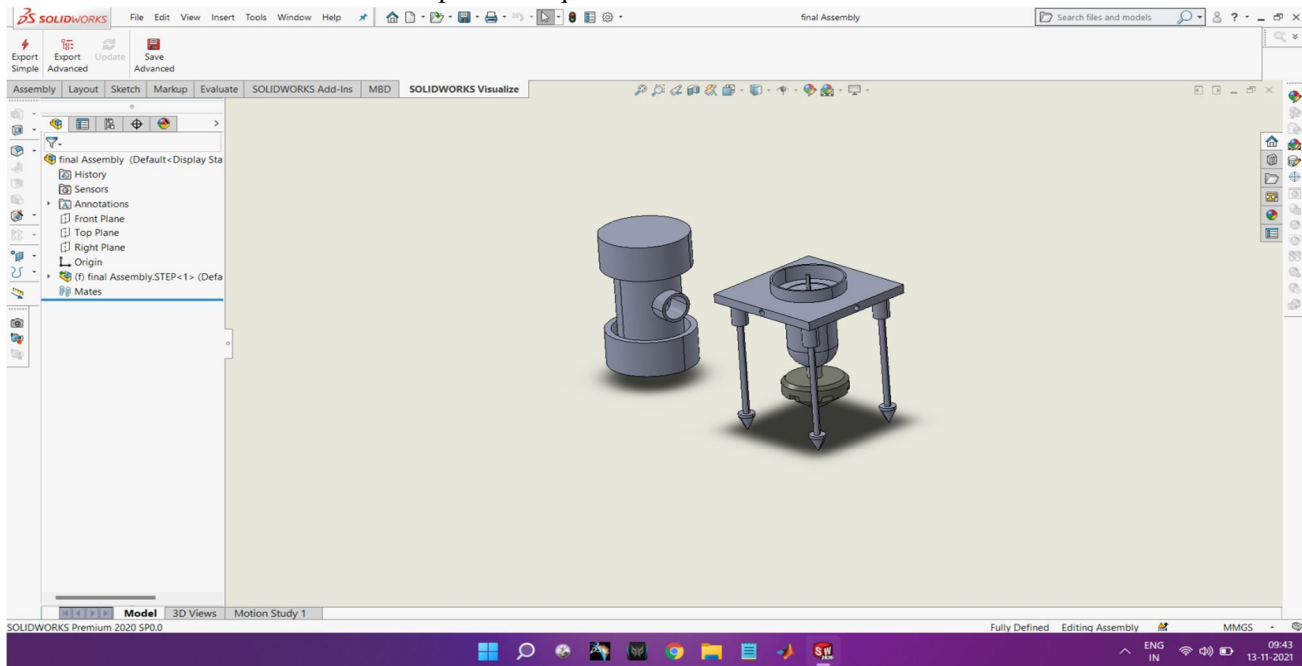 SOLIDWORKS File Edit View Insert Tools Window Help final Assembly Search files and models
Export Simple Export Advanced Update Save Advanced
Assembly Layout Sketch Markup Evaluate SOLIDWORKS Add-Ins MBD SOLIDWORKS Visualize
final Assembly (Default<Display Sta
History
Sensors
Annotations
Front Plane
Top Plane
Right Plane
Origin
(f) final Assembly.STEP<1> (Defa
Mates
Model 3D Views Motion Study 1
SOLIDWORKS Premium 2020 SP0.0 Fully Defined Editing Assembly MMGS
ENG 09:43
IN 13-11-2021